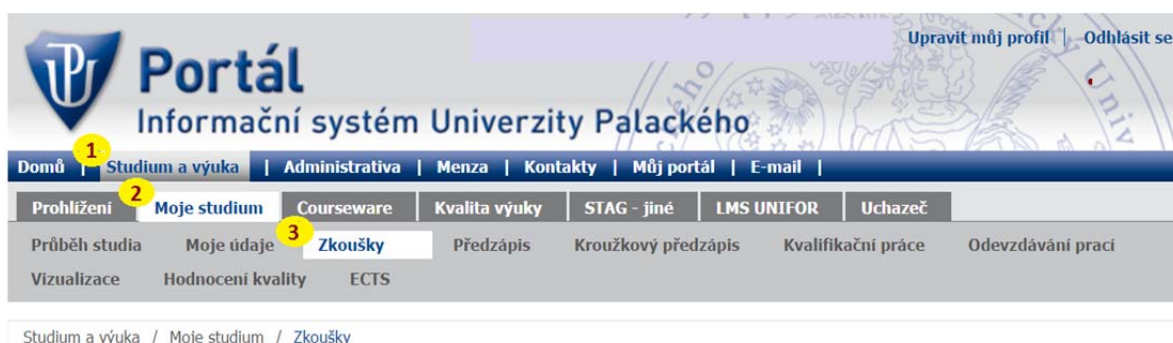 Upravit můj profil | Odhlásit se
Portál
Informační systém Univerzity Palackého
1
Domů | Studium a výuka | Administrativa | Menza | Kontakty | Můj portál | E-mail |
2
Prohlížení Moje studium Courseware Kvalita výuky STAG - jiné LMS UNIFOR Uchazeč
3
Průběh studia Moje údaje Zkoušky Předzápis Kroužkový předzápis Kvalifikační práce Odevzdávání prací
Vizualizace Hodnocení kvality ECTS
Studium a výuka / Moje studium / Zkoušky